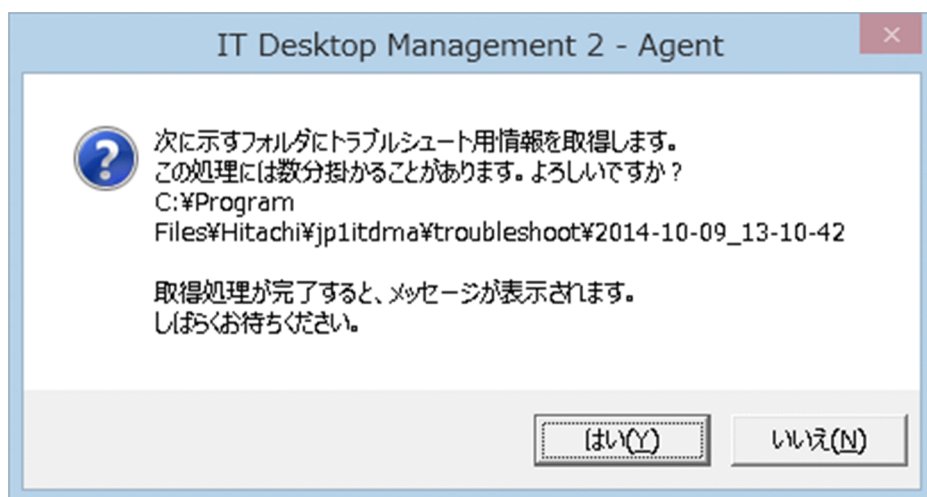 IT Desktop Management 2 - Agent
次に示すフォルダにトラブルシュート用情報を取得します。
この処理には数分掛かることがあります。よろしいですか？
C:¥Program
Files¥Hitachi¥jp1itdma¥troubleshoot¥2014-10-09_13-10-42
取得処理が完了すると、メッセージが表示されます。
しばらくお待ちください。
はい(Y)
いいえ(N)